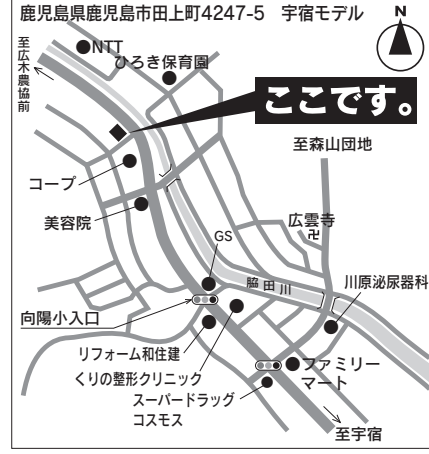 鹿児島県鹿児島市田上町4247-5　宇宿モデル
N
至広木農協前
NTT
ひろき保育園
ここです。
至森山団地
コープ
美容院
広雲寺
卍
GS
脇田川
川原泌尿器科
向陽小入口
リフォーム和住建
くりの整形クリニック
ファミリー
マート
スーパードラッグ
コスモス
至宇宿